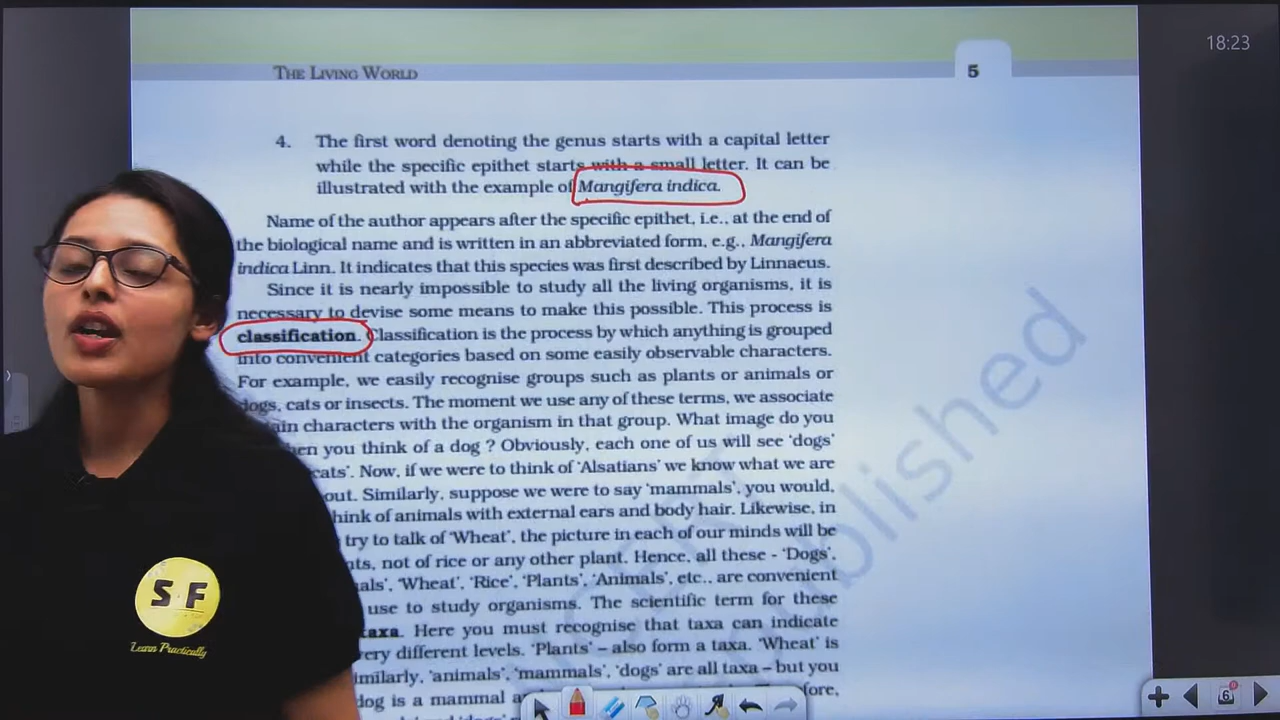 18:23
THE LIVING WORLD
5
4. The first word denoting the genus starts with a capital letter
while the specific epithet starts with a small letter. It can be
illustrated with the example of Mangifera indica.
Name of the author appears after the specific epithet, i.e., at the end of
the biological name and is written in an abbreviated form, e.g., Mangifera
indica Linn. It indicates that this species was first described by Linnaeus.
Since it is nearly impossible to study all the living organisms, it is
necessary to devise some means to make this possible. This process is
classification. Classification is the process by which anything is grouped
into convenient categories based on some easily observable characters.
For example, we easily recognise groups such as plants or animals or
dogs, cats or insects. The moment we use any of these terms, we associate
characters with the organism in that group. What image do you
you think of a dog ? Obviously, each one of us will see 'dogs'
cats'. Now, if we were to think of 'Alsatians' we know what we are
out. Similarly, suppose we were to say 'mammals', you would,
hink of animals with external ears and body hair. Likewise, in
try to talk of 'Wheat', the picture in each of our minds will be
nts, not of rice or any other plant. Hence, all these - 'Dogs',
als', 'Wheat', 'Rice', 'Plants', 'Animals', etc., are convenient
use to study organisms. The scientific term for these
taxa. Here you must recognise that taxa can indicate
very different levels. 'Plants' – also form a taxa. 'Wheat' is
imilarly, 'animals', 'mammals', 'dogs' are all taxa – but you
dog is a mammal
fore,
S F
Learn Practically
blished
6